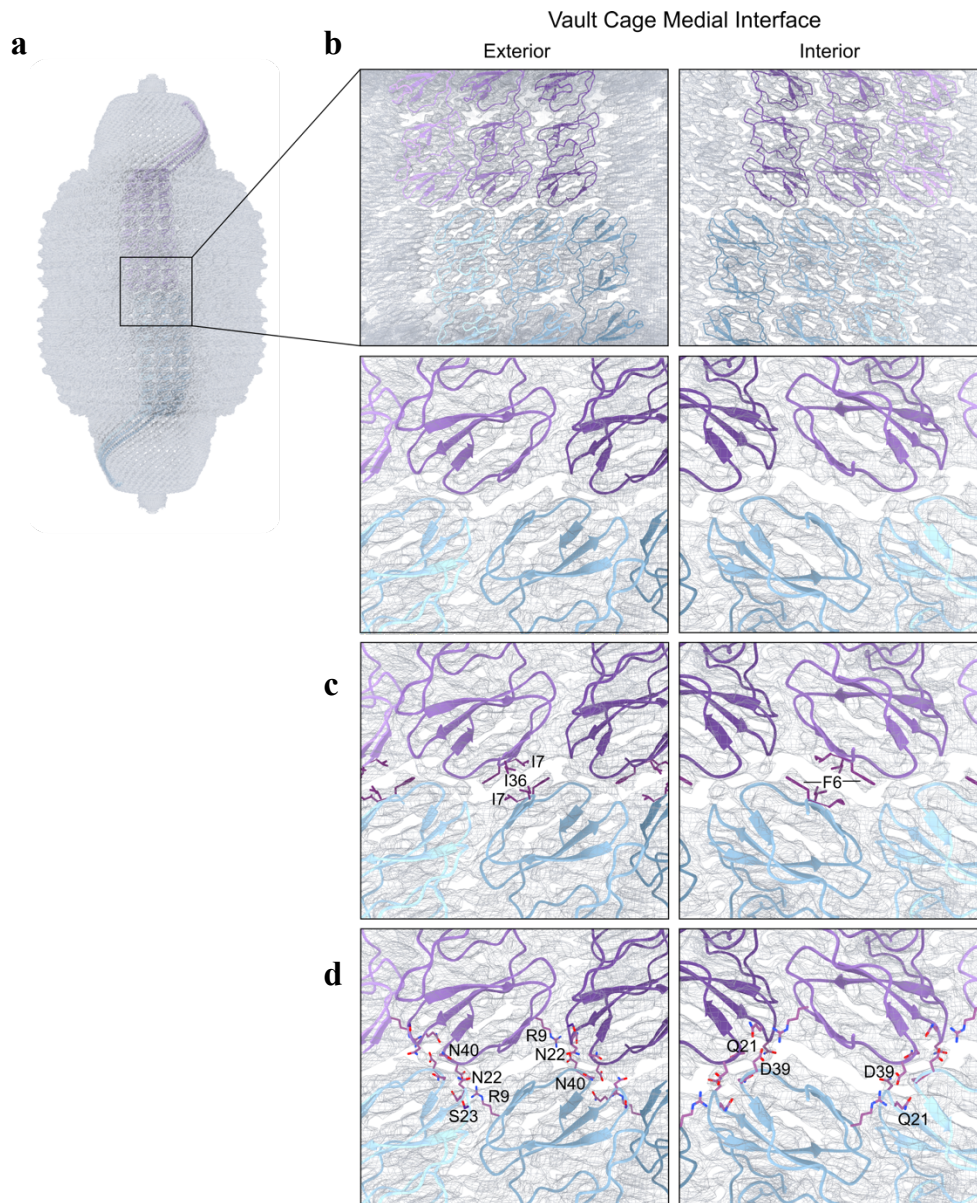 Vault Cage Medial Interface
a
b
Exterior
Interior
c
I7
I36
I7
F6
d
N40
N22
R9
S23
R9
N22
N40
Q21
D39
D39
Q21